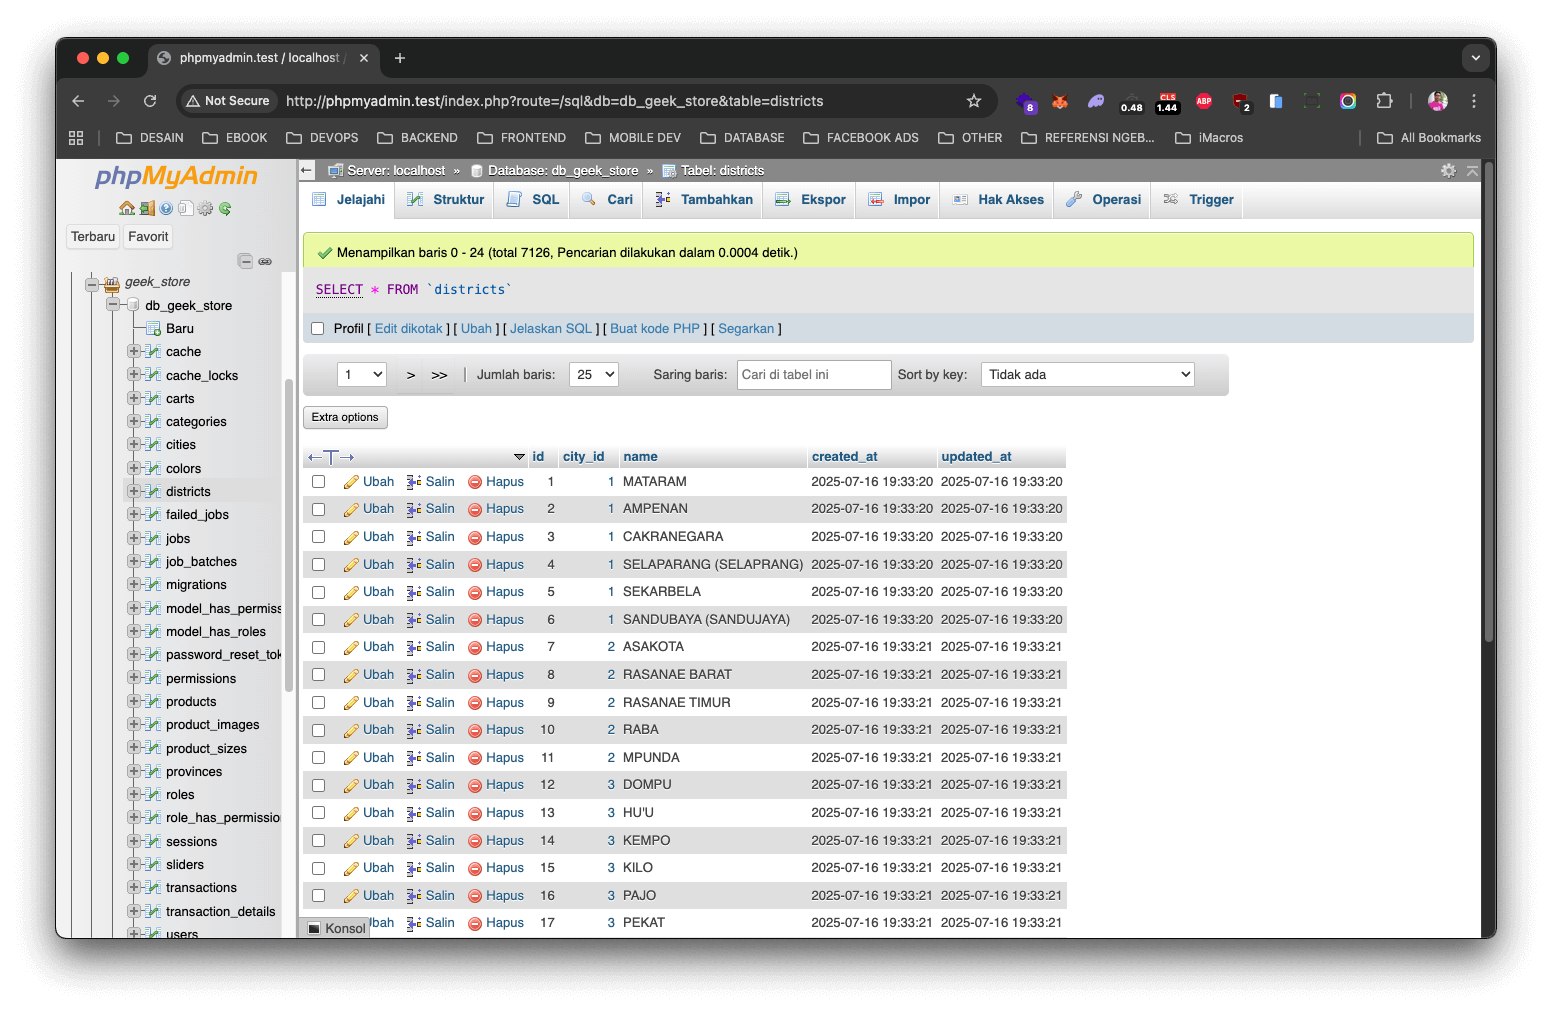 phpmyadmin.test / localhost /
Not Secure
http://phpmyadmin.test/index.php?route=/sql&db=db_geek_store&table=districts
8
0.48
CLS
1.44
ABP
2
DESAIN
EBOOK
DEVOPS
BACKEND
FRONTEND
MOBILE DEV
DATABASE
FACEBOOK ADS
OTHER
REFERENSI NGEB...
iMacros
All Bookmarks
phpMyAdmin
Terbaru
Favorit
geek_store
db_geek_store
Baru
cache
cache_locks
carts
categories
cities
colors
districts
failed_jobs
jobs
job_batches
migrations
model_has_permiss
model_has_roles
password_reset_tok
permissions
products
product_images
product_sizes
provinces
roles
role_has_permissio
sessions
sliders
transactions
transaction_details
users
Server: localhost » Database: db_geek_store » Tabel: districts
Jelajahi
Struktur
SQL
Cari
Tambahkan
Ekspor
Impor
Hak Akses
Operasi
Trigger
Menampilkan baris 0 - 24 (total 7126, Pencarian dilakukan dalam 0.0004 detik.)
SELECT * FROM `districts`
Profil [ Edit dikotak ] [ Ubah ] [ Jelaskan SQL ] [ Buat kode PHP ] [ Segarkan ]
1 > >> | Jumlah baris: 25 Saring baris: Cari di tabel ini Sort by key: Tidak ada
Extra options
←T→ id city_id name created_at updated_at
Ubah Salin Hapus 1 1 MATARAM 2025-07-16 19:33:20 2025-07-16 19:33:20
Ubah Salin Hapus 2 1 AMPENAN 2025-07-16 19:33:20 2025-07-16 19:33:20
Ubah Salin Hapus 3 1 CAKRANEGARA 2025-07-16 19:33:20 2025-07-16 19:33:20
Ubah Salin Hapus 4 1 SELAPARANG (SELAPRANG) 2025-07-16 19:33:20 2025-07-16 19:33:20
Ubah Salin Hapus 5 1 SEKARBELA 2025-07-16 19:33:20 2025-07-16 19:33:20
Ubah Salin Hapus 6 1 SANDUBAYA (SANDUJAYA) 2025-07-16 19:33:20 2025-07-16 19:33:20
Ubah Salin Hapus 7 2 ASAKOTA 2025-07-16 19:33:21 2025-07-16 19:33:21
Ubah Salin Hapus 8 2 RASANAE BARAT 2025-07-16 19:33:21 2025-07-16 19:33:21
Ubah Salin Hapus 9 2 RASANAE TIMUR 2025-07-16 19:33:21 2025-07-16 19:33:21
Ubah Salin Hapus 10 2 RABA 2025-07-16 19:33:21 2025-07-16 19:33:21
Ubah Salin Hapus 11 2 MPUNDA 2025-07-16 19:33:21 2025-07-16 19:33:21
Ubah Salin Hapus 12 3 DOMPU 2025-07-16 19:33:21 2025-07-16 19:33:21
Ubah Salin Hapus 13 3 HU'U 2025-07-16 19:33:21 2025-07-16 19:33:21
Ubah Salin Hapus 14 3 KEMPO 2025-07-16 19:33:21 2025-07-16 19:33:21
Ubah Salin Hapus 15 3 KILO 2025-07-16 19:33:21 2025-07-16 19:33:21
Ubah Salin Hapus 16 3 PAJO 2025-07-16 19:33:21 2025-07-16 19:33:21
bah Salin Hapus 17 3 PEKAT 2025-07-16 19:33:21 2025-07-16 19:33:21
Konsol